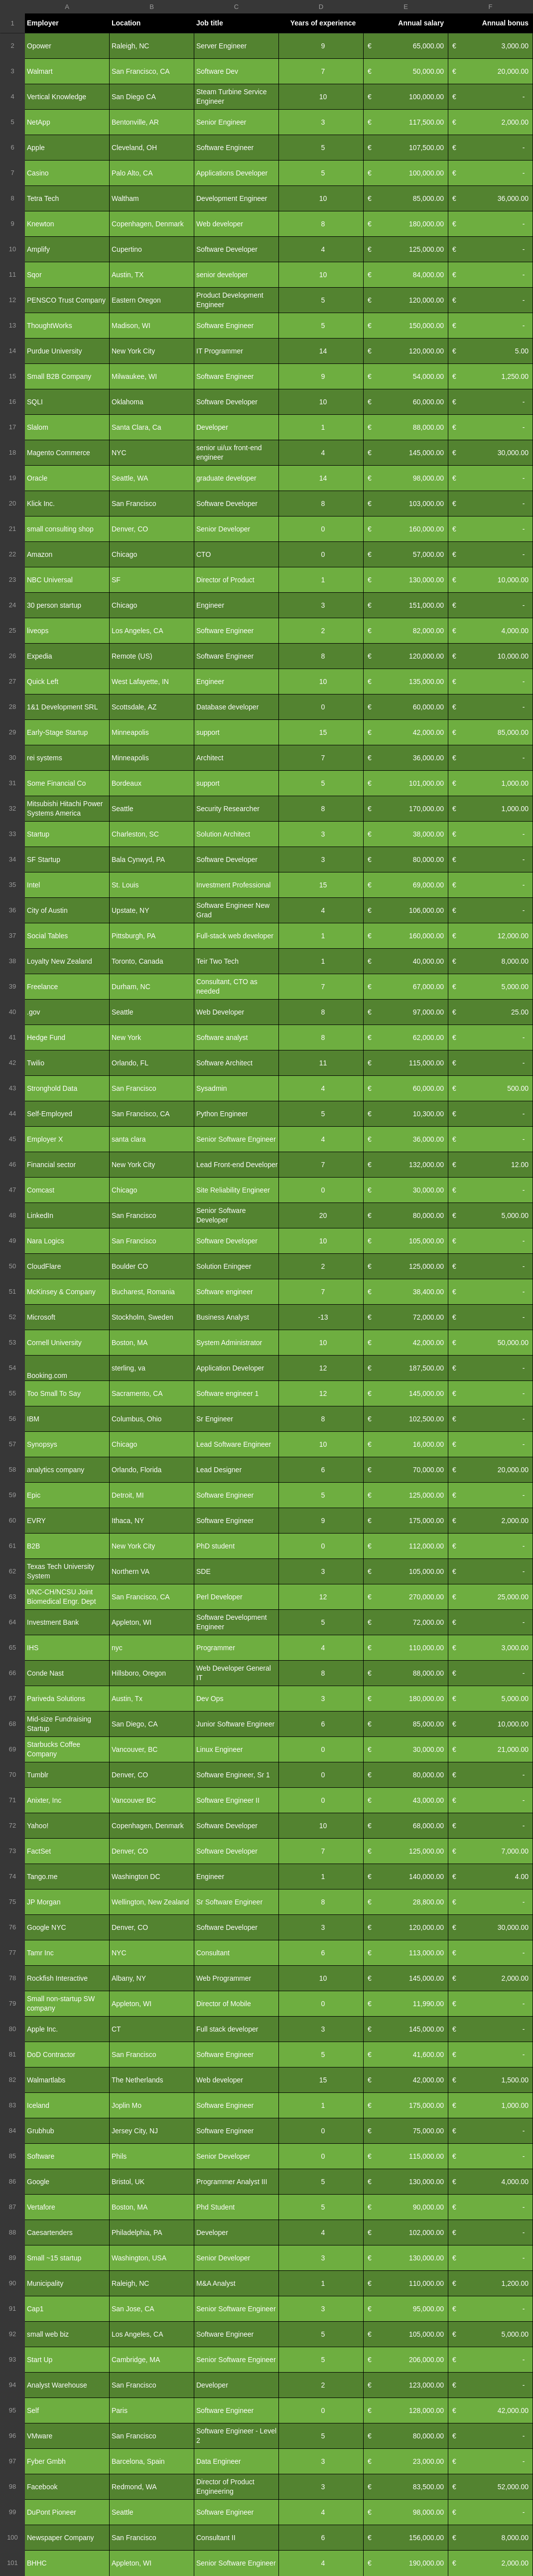 A B C D E F
1 Employer Location Job title Years of experience Annual salary Annual bonus
2 Opower Raleigh, NC Server Engineer 9 € 65,000.00 € 3,000.00
3 Walmart San Francisco, CA Software Dev 7 € 50,000.00 € 20,000.00
4 Vertical Knowledge San Diego CA Steam Turbine Service Engineer 10 € 100,000.00 € -
5 NetApp Bentonville, AR Senior Engineer 3 € 117,500.00 € 2,000.00
6 Apple Cleveland, OH Software Engineer 5 € 107,500.00 € -
7 Casino Palo Alto, CA Applications Developer 5 € 100,000.00 € -
8 Tetra Tech Waltham Development Engineer 10 € 85,000.00 € 36,000.00
9 Knewton Copenhagen, Denmark Web developer 8 € 180,000.00 € -
10 Amplify Cupertino Software Developer 4 € 125,000.00 € -
11 Sqor Austin, TX senior developer 10 € 84,000.00 € -
12 PENSCO Trust Company Eastern Oregon Product Development Engineer 5 € 120,000.00 € -
13 ThoughtWorks Madison, WI Software Engineer 5 € 150,000.00 € -
14 Purdue University New York City IT Programmer 14 € 120,000.00 € 5.00
15 Small B2B Company Milwaukee, WI Software Engineer 9 € 54,000.00 € 1,250.00
16 SQLI Oklahoma Software Developer 10 € 60,000.00 € -
17 Slalom Santa Clara, Ca Developer 1 € 88,000.00 € -
18 Magento Commerce NYC senior ui/ux front-end engineer 4 € 145,000.00 € 30,000.00
19 Oracle Seattle, WA graduate developer 14 € 98,000.00 € -
20 Klick Inc. San Francisco Software Developer 8 € 103,000.00 € -
21 small consulting shop Denver, CO Senior Developer 0 € 160,000.00 € -
22 Amazon Chicago CTO 0 € 57,000.00 € -
23 NBC Universal SF Director of Product 1 € 130,000.00 € 10,000.00
24 30 person startup Chicago Engineer 3 € 151,000.00 € -
25 liveops Los Angeles, CA Software Engineer 2 € 82,000.00 € 4,000.00
26 Expedia Remote (US) Software Engineer 8 € 120,000.00 € 10,000.00
27 Quick Left West Lafayette, IN Engineer 10 € 135,000.00 € -
28 1&1 Development SRL Scottsdale, AZ Database developer 0 € 60,000.00 € -
29 Early-Stage Startup Minneapolis support 15 € 42,000.00 € 85,000.00
30 rei systems Minneapolis Architect 7 € 36,000.00 € -
31 Some Financial Co Bordeaux support 5 € 101,000.00 € 1,000.00
32 Mitsubishi Hitachi Power Systems America Seattle Security Researcher 8 € 170,000.00 € 1,000.00
33 Startup Charleston, SC Solution Architect 3 € 38,000.00 € -
34 SF Startup Bala Cynwyd, PA Software Developer 3 € 80,000.00 € -
35 Intel St. Louis Investment Professional 15 € 69,000.00 € -
36 City of Austin Upstate, NY Software Engineer New Grad 4 € 106,000.00 € -
37 Social Tables Pittsburgh, PA Full-stack web developer 1 € 160,000.00 € 12,000.00
38 Loyalty New Zealand Toronto, Canada Teir Two Tech 1 € 40,000.00 € 8,000.00
39 Freelance Durham, NC Consultant, CTO as needed 7 € 67,000.00 € 5,000.00
40 .gov Seattle Web Developer 8 € 97,000.00 € 25.00
41 Hedge Fund New York Software analyst 8 € 62,000.00 € -
42 Twilio Orlando, FL Software Architect 11 € 115,000.00 € -
43 Stronghold Data San Francisco Sysadmin 4 € 60,000.00 € 500.00
44 Self-Employed San Francisco, CA Python Engineer 5 € 10,300.00 € -
45 Employer X santa clara Senior Software Engineer 4 € 36,000.00 € -
46 Financial sector New York City Lead Front-end Developer 7 € 132,000.00 € 12.00
47 Comcast Chicago Site Reliability Engineer 0 € 30,000.00 € -
48 LinkedIn San Francisco Senior Software Developer 20 € 80,000.00 € 5,000.00
49 Nara Logics San Francisco Software Developer 10 € 105,000.00 € -
50 CloudFlare Boulder CO Solution Eningeer 2 € 125,000.00 € -
51 McKinsey & Company Bucharest, Romania Software engineer 7 € 38,400.00 € -
52 Microsoft Stockholm, Sweden Business Analyst -13 € 72,000.00 € -
53 Cornell University Boston, MA System Administrator 10 € 42,000.00 € 50,000.00
54 Booking.com sterling, va Application Developer 12 € 187,500.00 € -
55 Too Small To Say Sacramento, CA Software engineer 1 12 € 145,000.00 € -
56 IBM Columbus, Ohio Sr Engineer 8 € 102,500.00 € -
57 Synopsys Chicago Lead Software Engineer 10 € 16,000.00 € -
58 analytics company Orlando, Florida Lead Designer 6 € 70,000.00 € 20,000.00
59 Epic Detroit, MI Software Engineer 5 € 125,000.00 € -
60 EVRY Ithaca, NY Software Engineer 9 € 175,000.00 € 2,000.00
61 B2B New York City PhD student 0 € 112,000.00 € -
62 Texas Tech University System Northern VA SDE 3 € 105,000.00 € -
63 UNC-CH/NCSU Joint Biomedical Engr. Dept San Francisco, CA Perl Developer 12 € 270,000.00 € 25,000.00
64 Investment Bank Appleton, WI Software Development Engineer 5 € 72,000.00 € -
65 IHS nyc Programmer 4 € 110,000.00 € 3,000.00
66 Conde Nast Hillsboro, Oregon Web Developer General IT 8 € 88,000.00 € -
67 Pariveda Solutions Austin, Tx Dev Ops 3 € 180,000.00 € 5,000.00
68 Mid-size Fundraising Startup San Diego, CA Junior Software Engineer 6 € 85,000.00 € 10,000.00
69 Starbucks Coffee Company Vancouver, BC Linux Engineer 0 € 30,000.00 € 21,000.00
70 Tumblr Denver, CO Software Engineer, Sr 1 0 € 80,000.00 € -
71 Anixter, Inc Vancouver BC Software Engineer II 0 € 43,000.00 € -
72 Yahoo! Copenhagen, Denmark Software Developer 10 € 68,000.00 € -
73 FactSet Denver, CO Software Developer 7 € 125,000.00 € 7,000.00
74 Tango.me Washington DC Engineer 1 € 140,000.00 € 4.00
75 JP Morgan Wellington, New Zealand Sr Software Engineer 8 € 28,800.00 € -
76 Google NYC Denver, CO Software Developer 3 € 120,000.00 € 30,000.00
77 Tamr Inc NYC Consultant 6 € 113,000.00 € -
78 Rockfish Interactive Albany, NY Web Programmer 10 € 145,000.00 € 2,000.00
79 Small non-startup SW company Appleton, WI Director of Mobile 0 € 11,990.00 € -
80 Apple Inc. CT Full stack developer 3 € 145,000.00 € -
81 DoD Contractor San Francisco Software Engineer 5 € 41,600.00 € -
82 Walmartlabs The Netherlands Web developer 15 € 42,000.00 € 1,500.00
83 Iceland Joplin Mo Software Engineer 1 € 175,000.00 € 1,000.00
84 Grubhub Jersey City, NJ Software Engineer 0 € 75,000.00 € -
85 Software Phils Senior Developer 0 € 115,000.00 € -
86 Google Bristol, UK Programmer Analyst III 5 € 130,000.00 € 4,000.00
87 Vertafore Boston, MA Phd Student 5 € 90,000.00 € -
88 Caesartenders Philadelphia, PA Developer 4 € 102,000.00 € -
89 Small ~15 startup Washington, USA Senior Developer 3 € 130,000.00 € -
90 Municipality Raleigh, NC M&A Analyst 1 € 110,000.00 € 1,200.00
91 Cap1 San Jose, CA Senior Software Engineer 3 € 95,000.00 € -
92 small web biz Los Angeles, CA Software Engineer 5 € 105,000.00 € 5,000.00
93 Start Up Cambridge, MA Senior Software Engineer 5 € 206,000.00 € -
94 Analyst Warehouse San Francisco Developer 2 € 123,000.00 € -
95 Self Paris Software Engineer 0 € 128,000.00 € 42,000.00
96 VMware San Francisco Software Engineer - Level 2 5 € 80,000.00 € -
97 Fyber Gmbh Barcelona, Spain Data Engineer 3 € 23,000.00 € -
98 Facebook Redmond, WA Director of Product Engineering 3 € 83,500.00 € 52,000.00
99 DuPont Pioneer Seattle Software Engineer 4 € 98,000.00 € -
100 Newspaper Company San Francisco Consultant II 6 € 156,000.00 € 8,000.00
101 BHHC Appleton, WI Senior Software Engineer 4 € 190,000.00 € 2,000.00